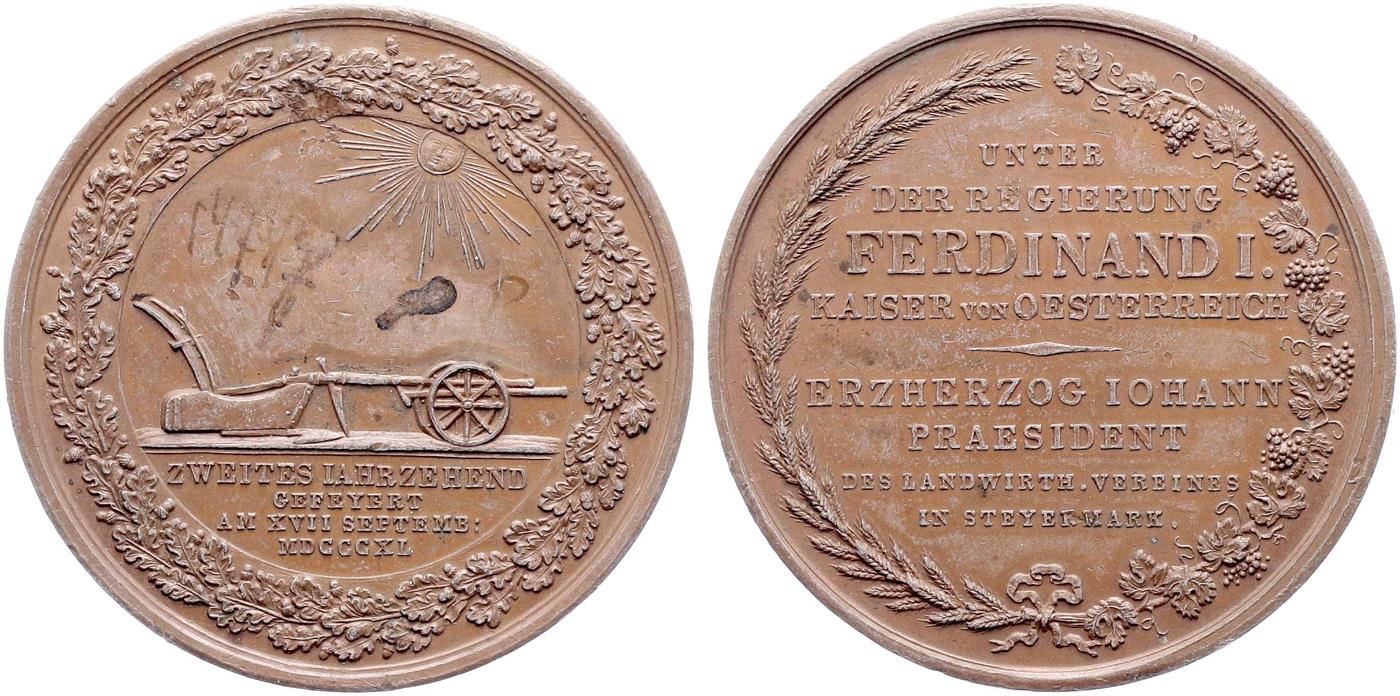 ZWEITES IAHRZEHEND
GEFEYERT
AM XVII SEPTEMB:
MDCCCXL
UNTER
DER REGIERUNG
FERDINAND I.
KAISER VON OESTERREICH
ERZHERZOG IOHANN
PRAESIDENT
DES LANDWIRTH. VEREINES
IN STEYERMARK.